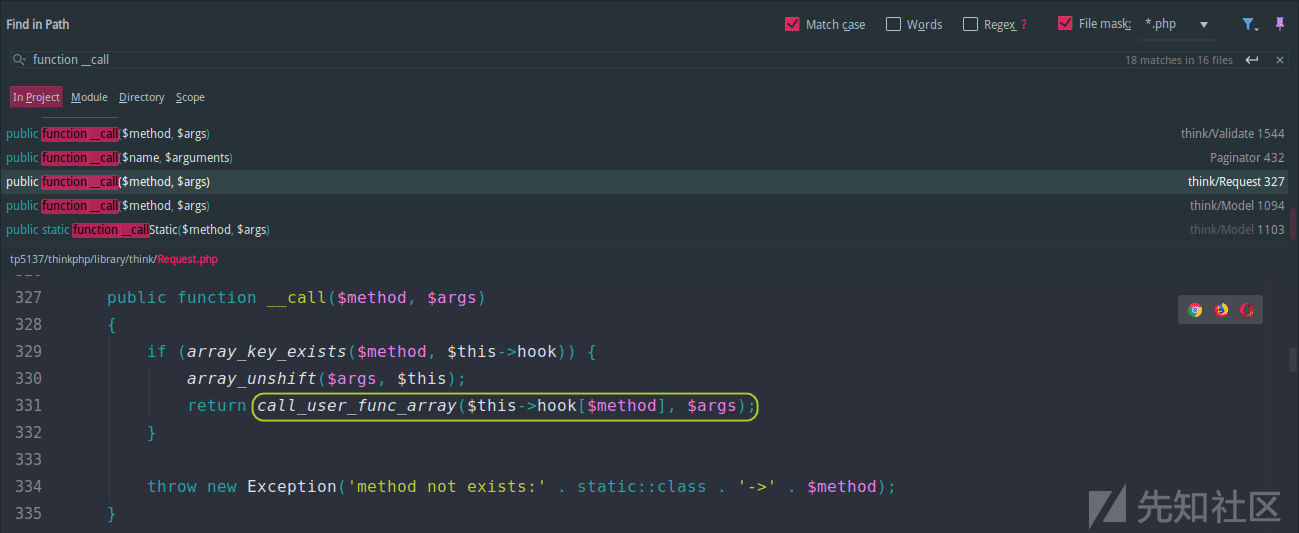 Find in Path
Match case
Words
Regex ?
File mask:
*.php
function __call
18 matches in 16 files
In Project
Module
Directory
Scope
public function __call($method, $args)
think/Validate 1544
public function __call($name, $arguments)
Paginator 432
public function __call($method, $args)
think/Request 327
public function __call($method, $args)
think/Model 1094
public static function __callStatic($method, $args)
think/Model 1103
tp5137/thinkphp/library/think/Request.php
327 public function __call($method, $args)
328 {
329 if (array_key_exists($method, $this->hook)) {
330 array_unshift($args, $this);
331 return call_user_func_array($this->hook[$method], $args);
332 }
333
334 throw new Exception('method not exists:' . static::class . '->' . $method);
335 }
先知社区